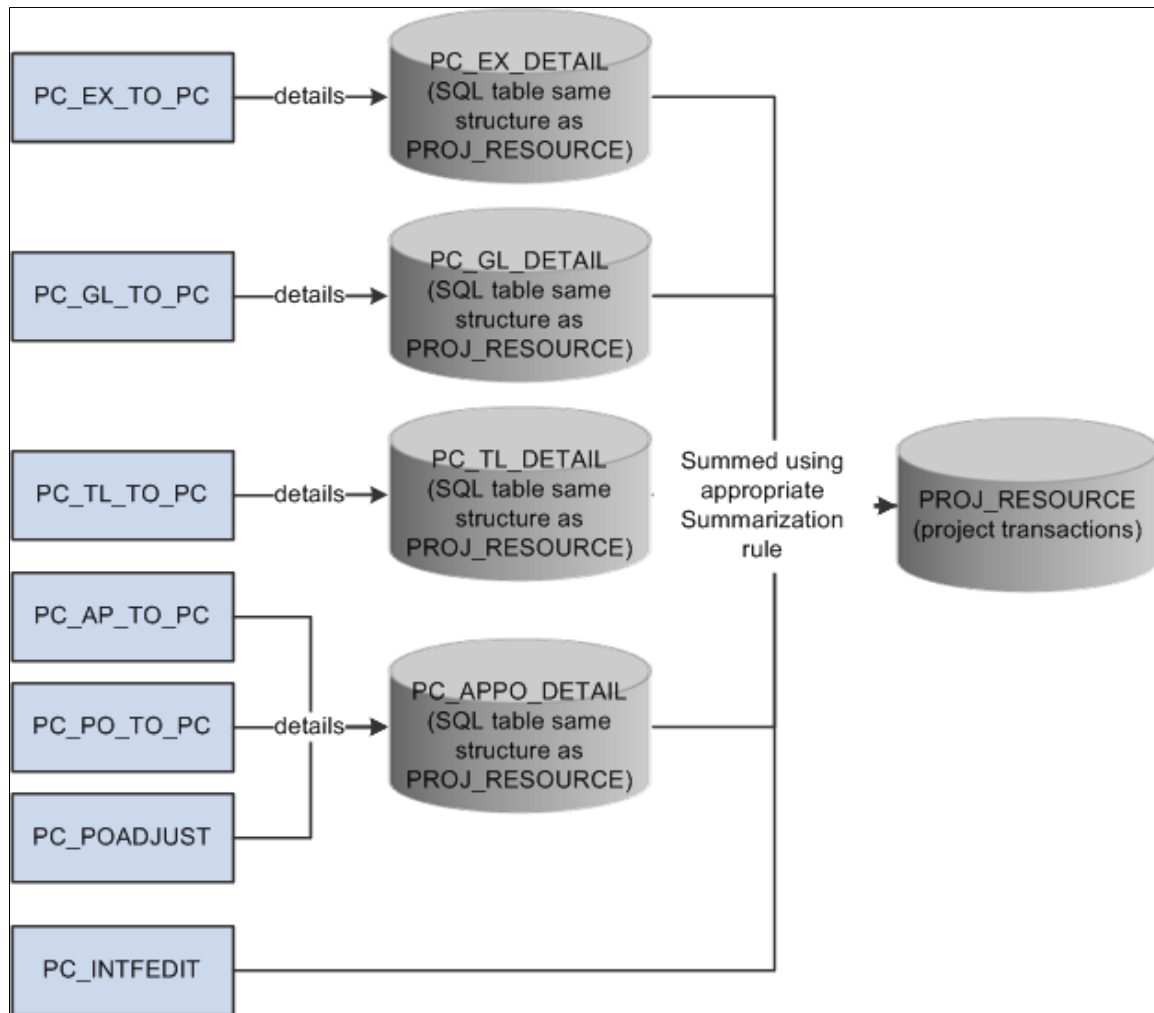 PC_EX_TO_PC
details
PC_EX_DETAIL
(SQL table same
structure as
PROJ_RESOURCE)
PC_GL_TO_PC
details
PC_GL_DETAIL
(SQL table same
structure as
PROJ_RESOURCE)
PC_TL_TO_PC
details
PC_TL_DETAIL
(SQL table same
structure as
PROJ_RESOURCE)
Summed using
appropriate
Summarization
rule
PROJ_RESOURCE
(project transactions)
PC_AP_TO_PC
PC_PO_TO_PC
details
PC_APPO_DETAIL
(SQL table same
structure as
PROJ_RESOURCE)
PC_POADJUST
PC_INTFEDIT